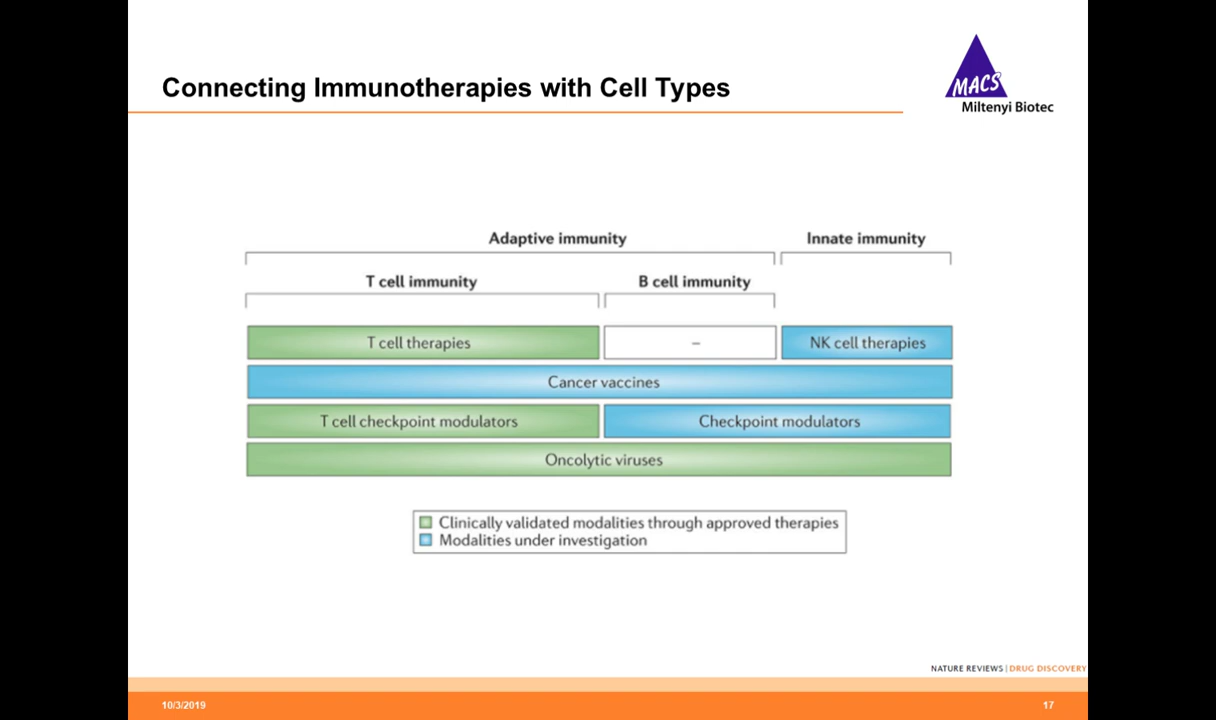 Connecting Immunotherapies with Cell Types
MACS
Miltenyi Biotec
Adaptive immunity
Innate immunity
T cell immunity
B cell immunity
T cell therapies
–
NK cell therapies
Cancer vaccines
T cell checkpoint modulators
Checkpoint modulators
Oncolytic viruses
Clinically validated modalities through approved therapies
Modalities under investigation
NATURE REVIEWS | DRUG DISCOVERY
10/3/2019
17